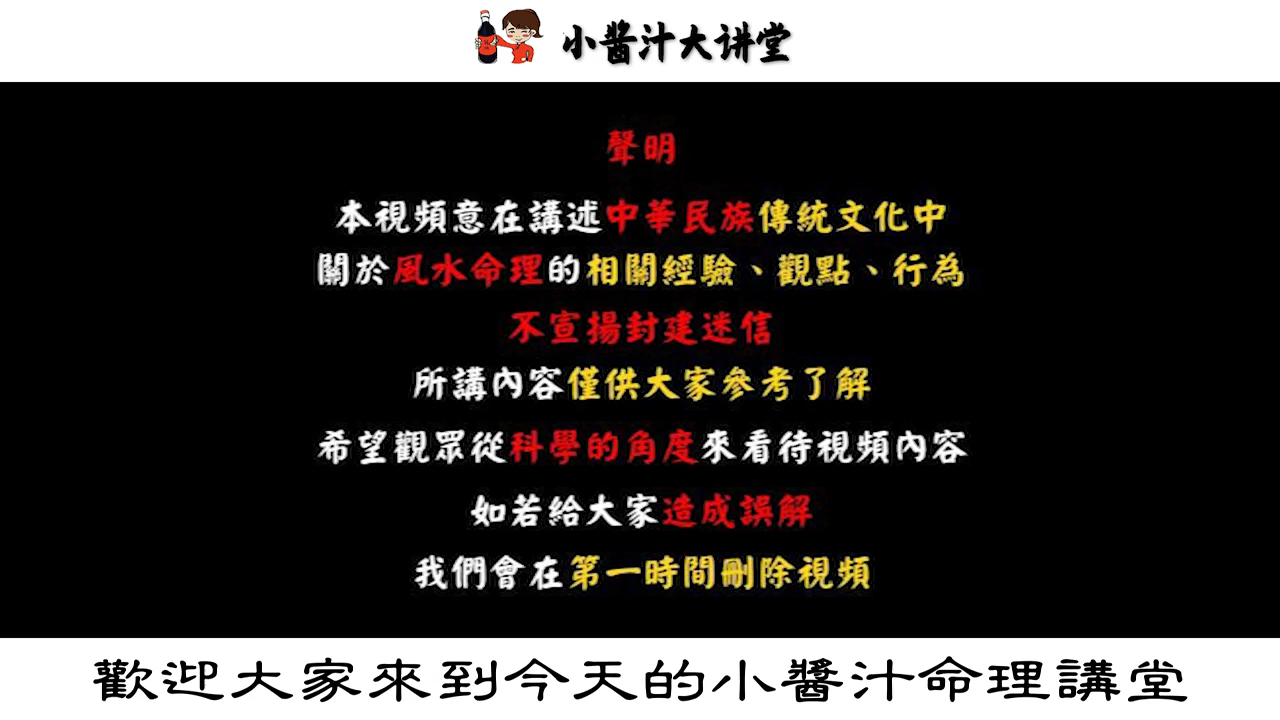 小醬汁大讲堂
聲明
本視頻意在講述中華民族傳統文化中
關於風水命理的相關經驗、觀點、行為
不宣揚封建迷信
所講內容僅供大家參考了解
希望觀眾從科學的角度來看待視頻內容
如若給大家造成誤解
我們會在第一時間刪除視頻
歡迎大家來到今天的小醬汁命理講堂